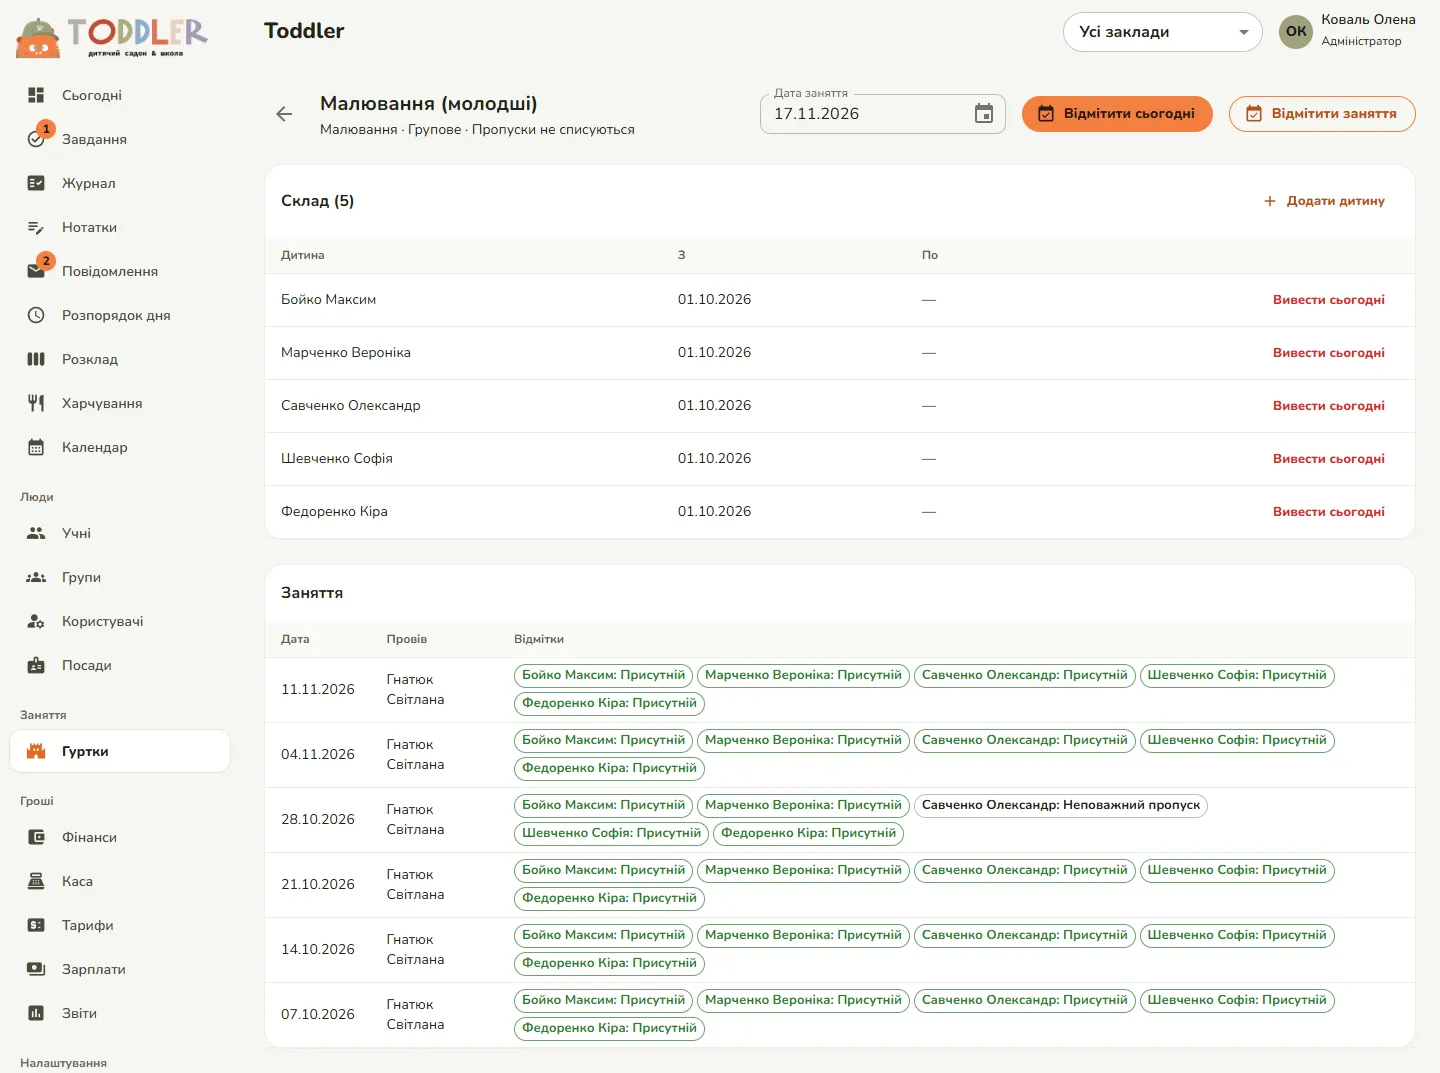 TODDLER
дитячий садок & школа
Toddler
Усі заклади
ОК
Коваль Олена
Адміністратор
Сьогодні
1
Завдання
Журнал
Нотатки
2
Повідомлення
Розпорядок дня
Розклад
Харчування
Календар
Люди
Учні
Групи
Користувачі
Посади
Заняття
Гуртки
Гроші
Фінанси
Каса
Тарифи
Зарплати
Звіти
Налаштування
Малювання (молодші)
Малювання · Групове · Пропуски не списуються
Дата заняття
17.11.2026
Відмітити сьогодні
Відмітити заняття
Склад (5)
Додати дитину
Дитина З По
Бойко Максим 01.10.2026 — Вивести сьогодні
Марченко Вероніка 01.10.2026 — Вивести сьогодні
Савченко Олександр 01.10.2026 — Вивести сьогодні
Шевченко Софія 01.10.2026 — Вивести сьогодні
Федоренко Кіра 01.10.2026 — Вивести сьогодні
Заняття
Дата Провів Відмітки
11.11.2026
Гнатюк
Світлана
Бойко Максим: Присутній Марченко Вероніка: Присутній Савченко Олександр: Присутній Шевченко Софія: Присутній
Федоренко Кіра: Присутній
04.11.2026
Гнатюк
Світлана
Бойко Максим: Присутній Марченко Вероніка: Присутній Савченко Олександр: Присутній Шевченко Софія: Присутній
Федоренко Кіра: Присутній
28.10.2026
Гнатюк
Світлана
Бойко Максим: Присутній Марченко Вероніка: Присутній Савченко Олександр: Неповажний пропуск
Шевченко Софія: Присутній Федоренко Кіра: Присутній
21.10.2026
Гнатюк
Світлана
Бойко Максим: Присутній Марченко Вероніка: Присутній Савченко Олександр: Присутній Шевченко Софія: Присутній
Федоренко Кіра: Присутній
14.10.2026
Гнатюк
Світлана
Бойко Максим: Присутній Марченко Вероніка: Присутній Савченко Олександр: Присутній Шевченко Софія: Присутній
Федоренко Кіра: Присутній
07.10.2026
Гнатюк
Світлана
Бойко Максим: Присутній Марченко Вероніка: Присутній Савченко Олександр: Присутній Шевченко Софія: Присутній
Федоренко Кіра: Присутній